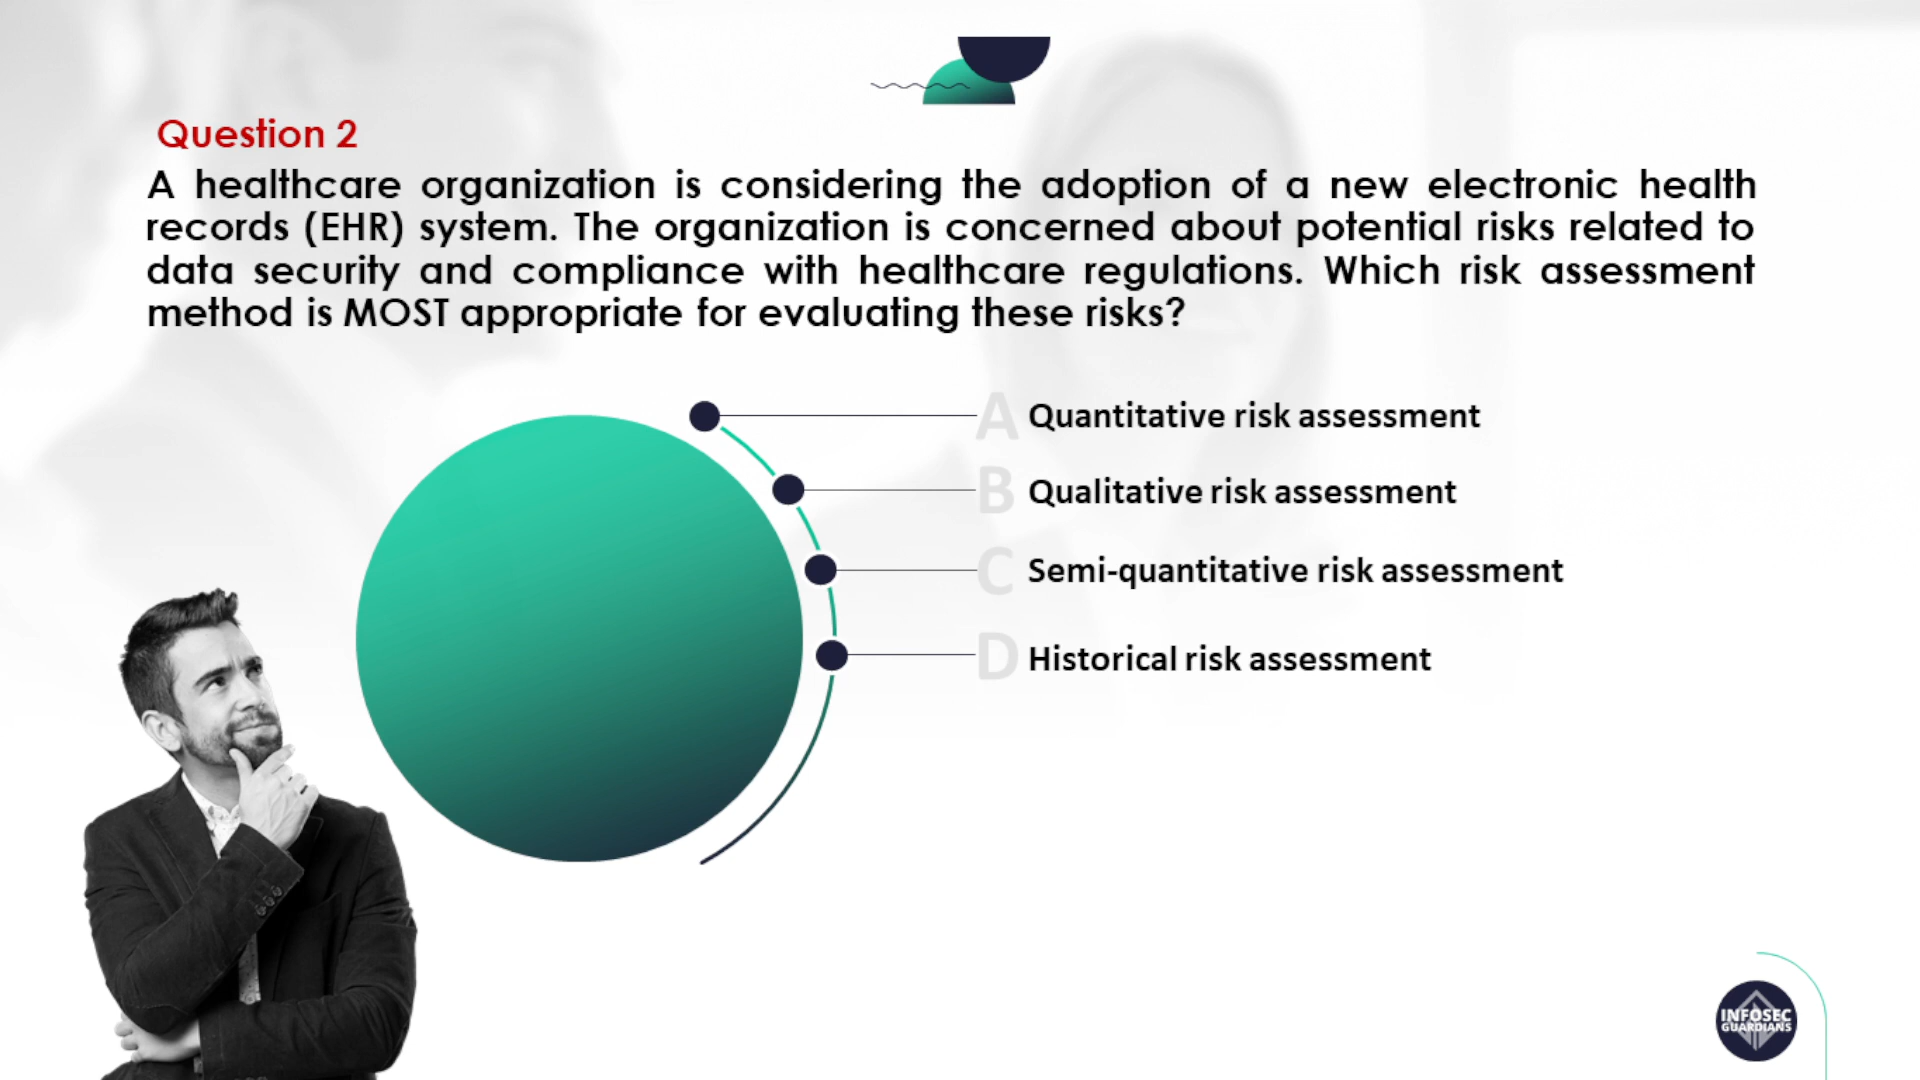 Question 2
A healthcare organization is considering the adoption of a new electronic health
records (EHR) system. The organization is concerned about potential risks related to
data security and compliance with healthcare regulations. Which risk assessment
method is MOST appropriate for evaluating these risks?
A Quantitative risk assessment
B Qualitative risk assessment
C Semi-quantitative risk assessment
D Historical risk assessment
INFOSEC
GUARDIANS